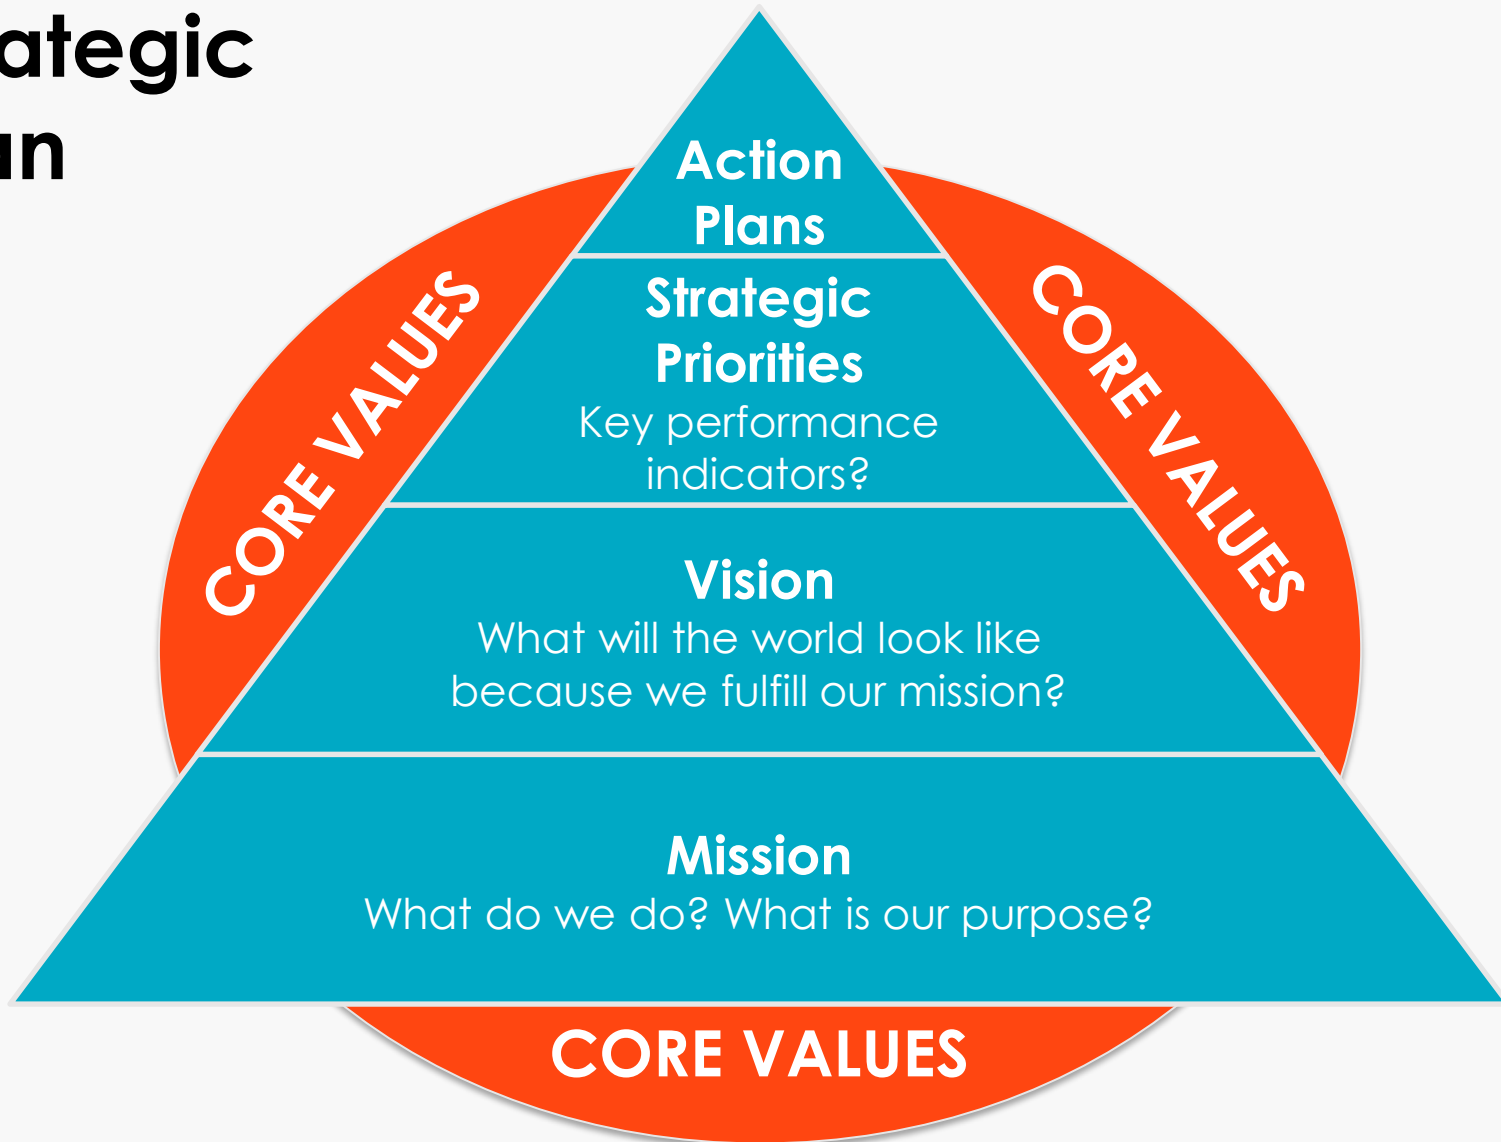 ategic
an
Action
Plans
Strategic
Priorities
Key performance
indicators?
CORE VALUES
CORE VALUES
Vision
What will the world look like
because we fulfill our mission?
Mission
What do we do? What is our purpose?
CORE VALUES